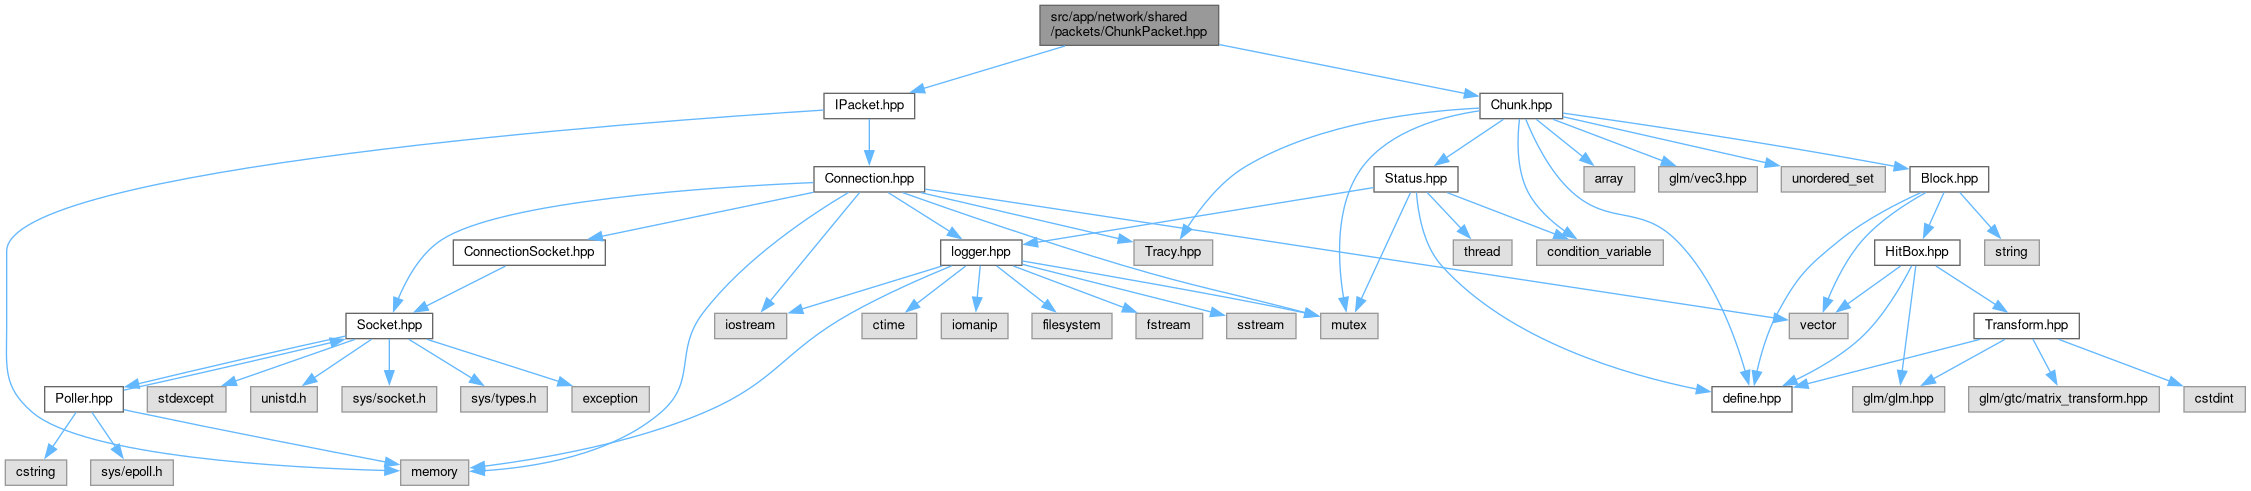 src/app/network/shared
/packets/ChunkPacket.hpp
IPacket.hpp
Chunk.hpp
Connection.hpp
Status.hpp
array
glm/vec3.hpp
unordered_set
Block.hpp
ConnectionSocket.hpp
logger.hpp
Tracy.hpp
thread
condition_variable
HitBox.hpp
string
Socket.hpp
iostream
ctime
iomanip
filesystem
fstream
sstream
mutex
vector
Transform.hpp
Poller.hpp
stdexcept
unistd.h
sys/socket.h
sys/types.h
exception
define.hpp
glm/glm.hpp
glm/gtc/matrix_transform.hpp
cstdint
cstring
sys/epoll.h
memory